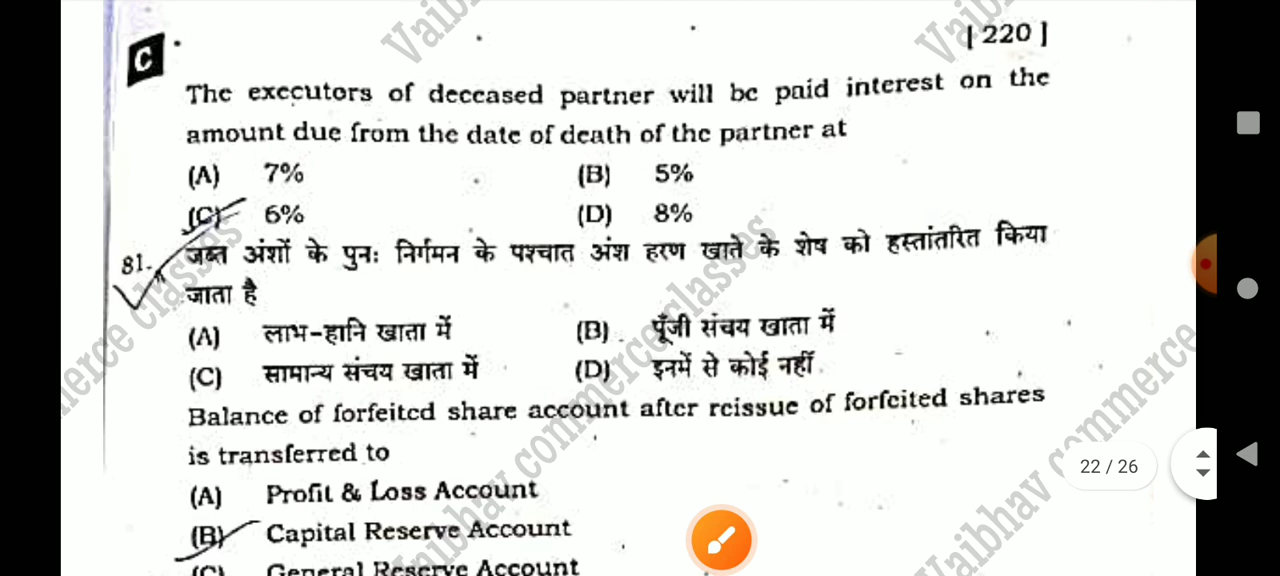 C
[ 220 ]
The executors of deceased partner will be paid interest on the
amount due from the date of death of the partner at
(A) 7% (B) 5%
(C) 6% (D) 8%
81. जब्त अंशों के पुनः निर्गमन के पश्चात अंश हरण खाते के शेष को हस्तांतरित किया
जाता है
(A) लाभ-हानि खाता में (B) पूँजी संचय खाता में
(C) सामान्य संचय खाता में (D) इनमें से कोई नहीं
Balance of forfeited share account after reissue of forfeited shares
is transferred to
22 / 26
(A) Profit & Loss Account
(B) Capital Reserve Account
(C) General Reserve Account
Vaibhav commerce classes